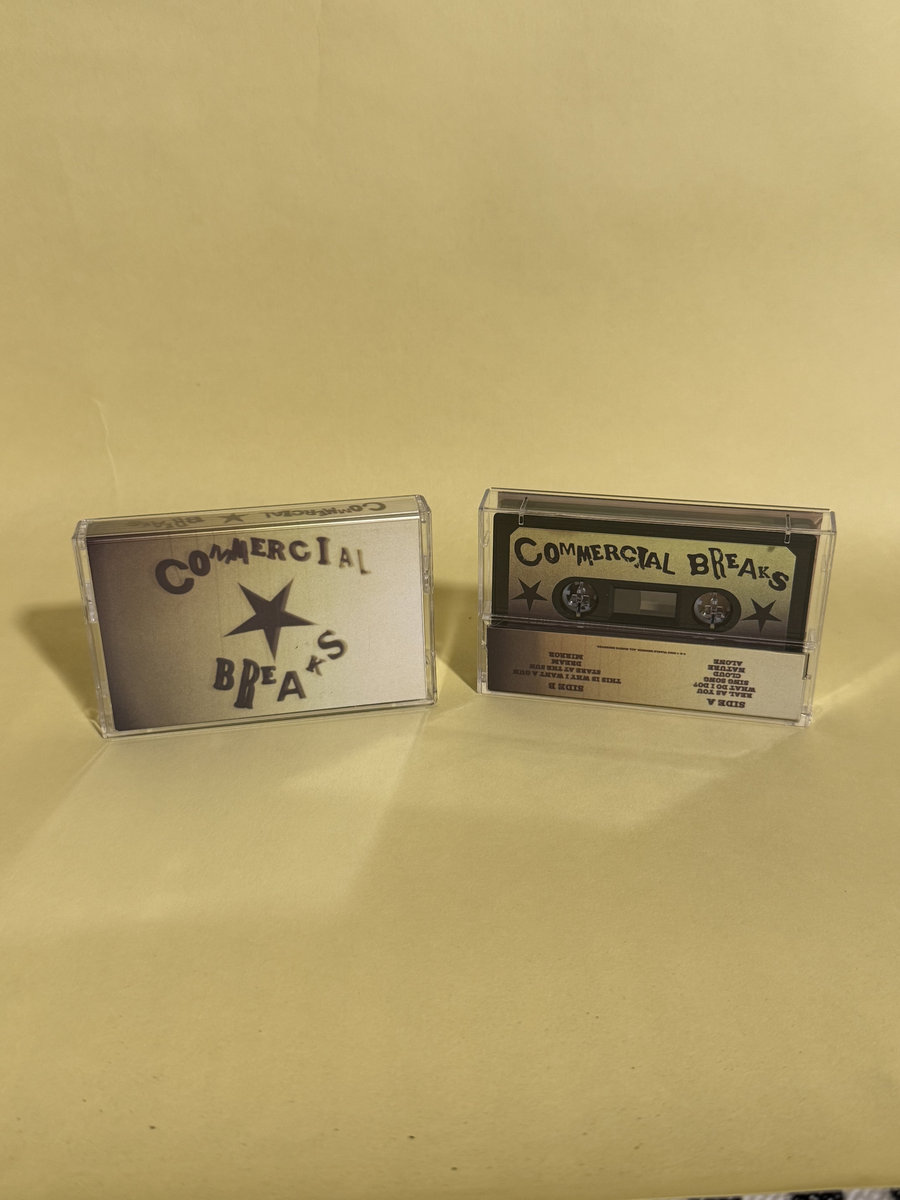 COMMERCIAL BREAKS
COMMERCIAL
BREAKS
COMMERCIAL BREAKS
SIDE A
REAL AS YOU
WHAT DO I DO?
SING SONG
CLOUD
NATURE
ALONE
SIDE B
THIS IS WHY I WANT A GUN
STARE AT THE SUN
DREAM
MIRROR